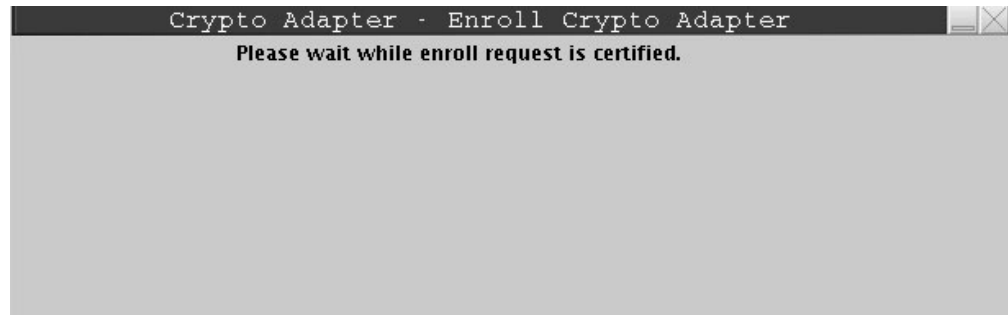 Crypto Adapter - Enroll Crypto Adapter
Please wait while enroll request is certified.